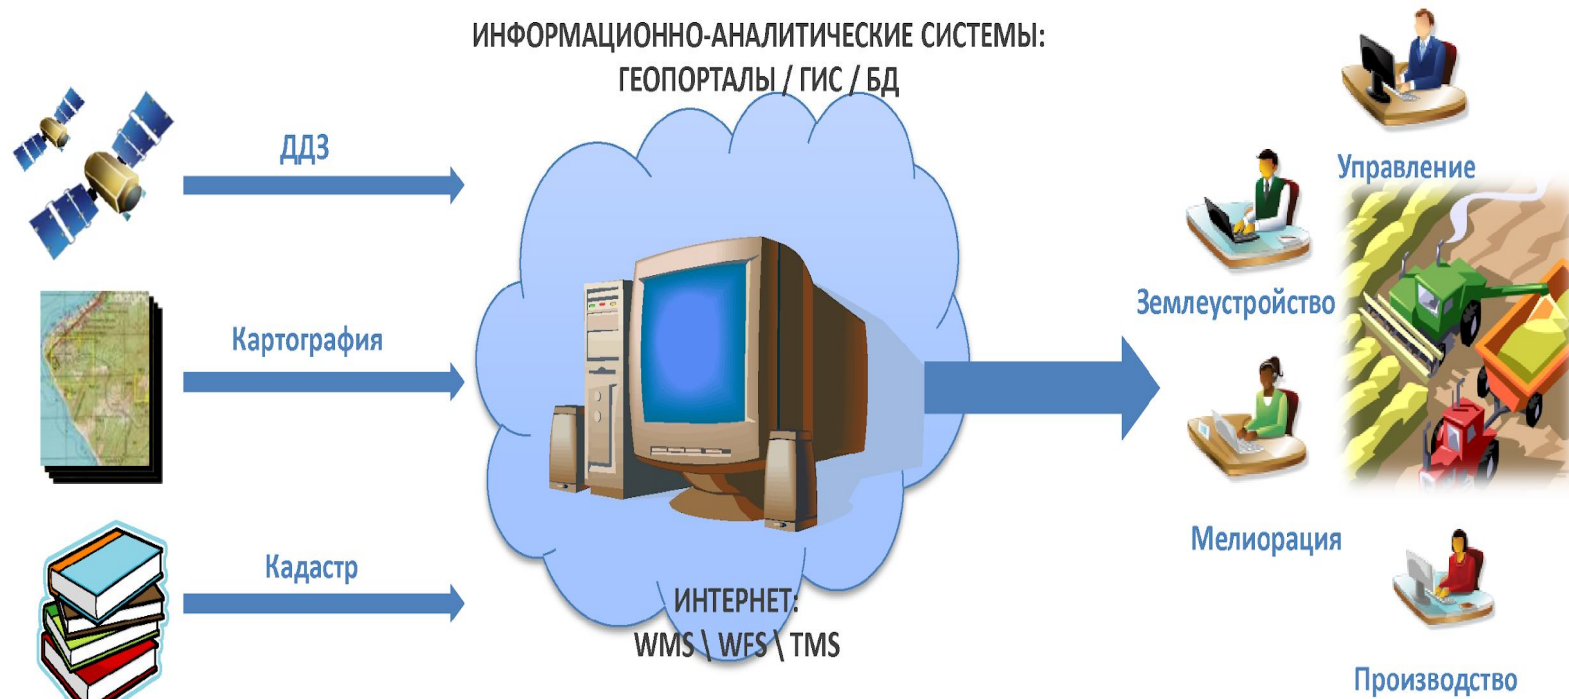 ИНФОРМАЦИОННО-АНАЛИТИЧЕСКИЕ СИСТЕМЫ:
ГЕОПОРТАЛЫ / ГИС / БД
ДДЗ
Картография
Кадастр
ИНТЕРНЕТ:
WMS \ WFS \ TMS
Управление
Землеустройство
Мелиорация
Производство